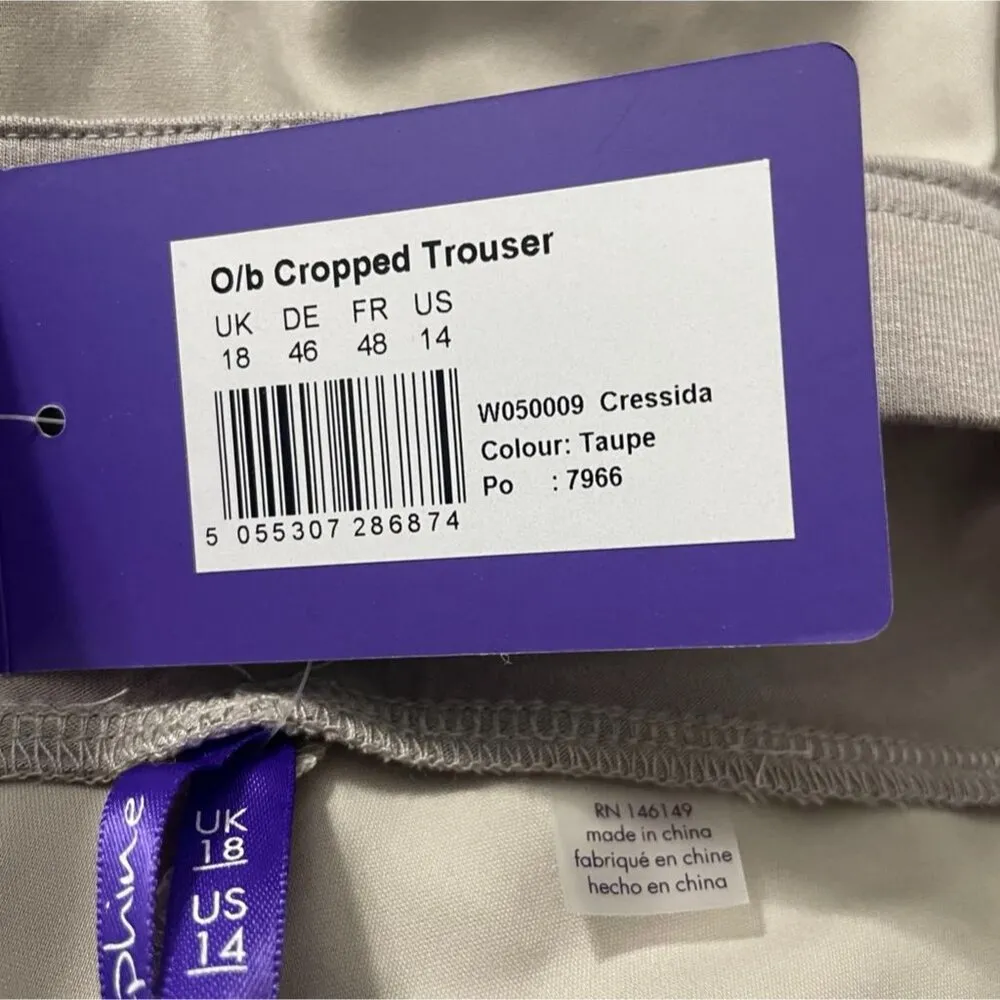 O/b Cropped Trouser
UK DE FR US
18 46 48 14
W050009 Cressida
Colour: Taupe
Po : 7966
5 055307 286874
phine
UK
18
US
14
RN 146149
made in china
fabriqué en chine
hecho en china